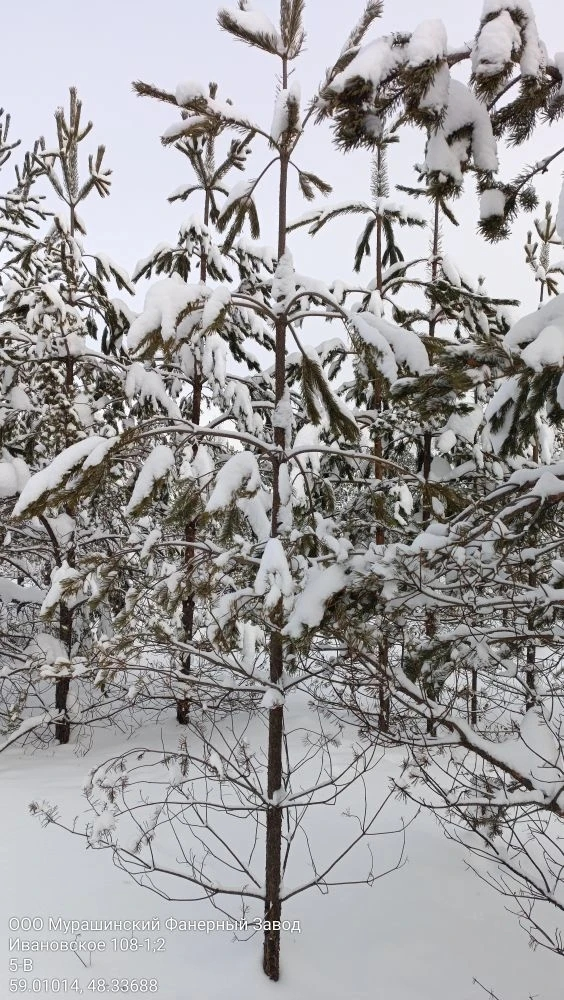 ООО Мурашинский Фанерный Завод
Ивановское 108-1;2
5-В
59.01014, 48.33688